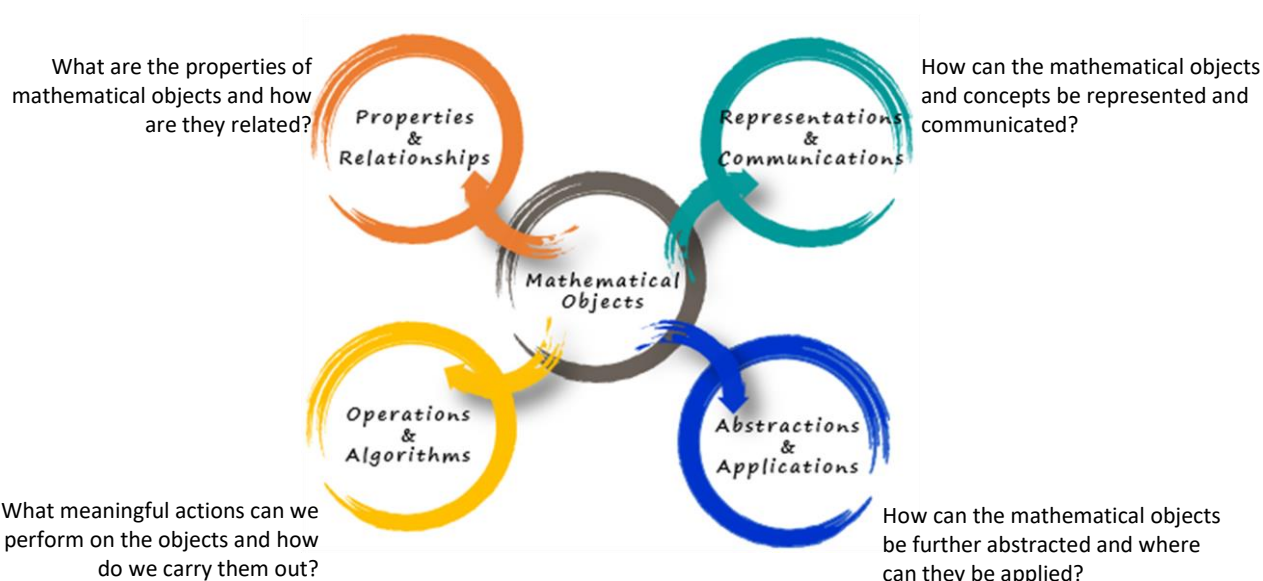 What are the properties of
mathematical objects and how
are they related?
Properties
&
Relationships
Representations
&
Communications
How can the mathematical objects
and concepts be represented and
communicated?
Mathematical
Objects
Operations
&
Algorithms
What meaningful actions can we
perform on the objects and how
do we carry them out?
Abstractions
&
Applications
How can the mathematical objects
be further abstracted and where
can they be applied?